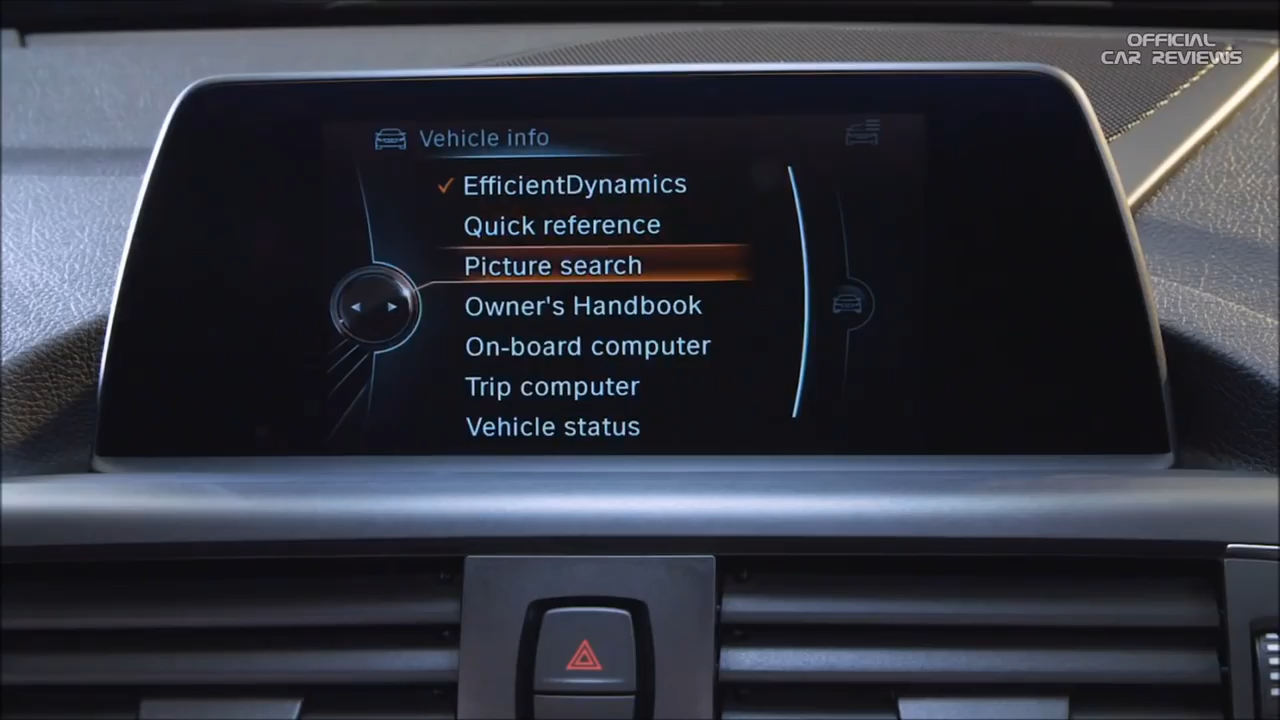 OFFICIAL
CAR REVIEWS
Vehicle info
EfficientDynamics
Quick reference
Picture search
Owner's Handbook
On-board computer
Trip computer
Vehicle status